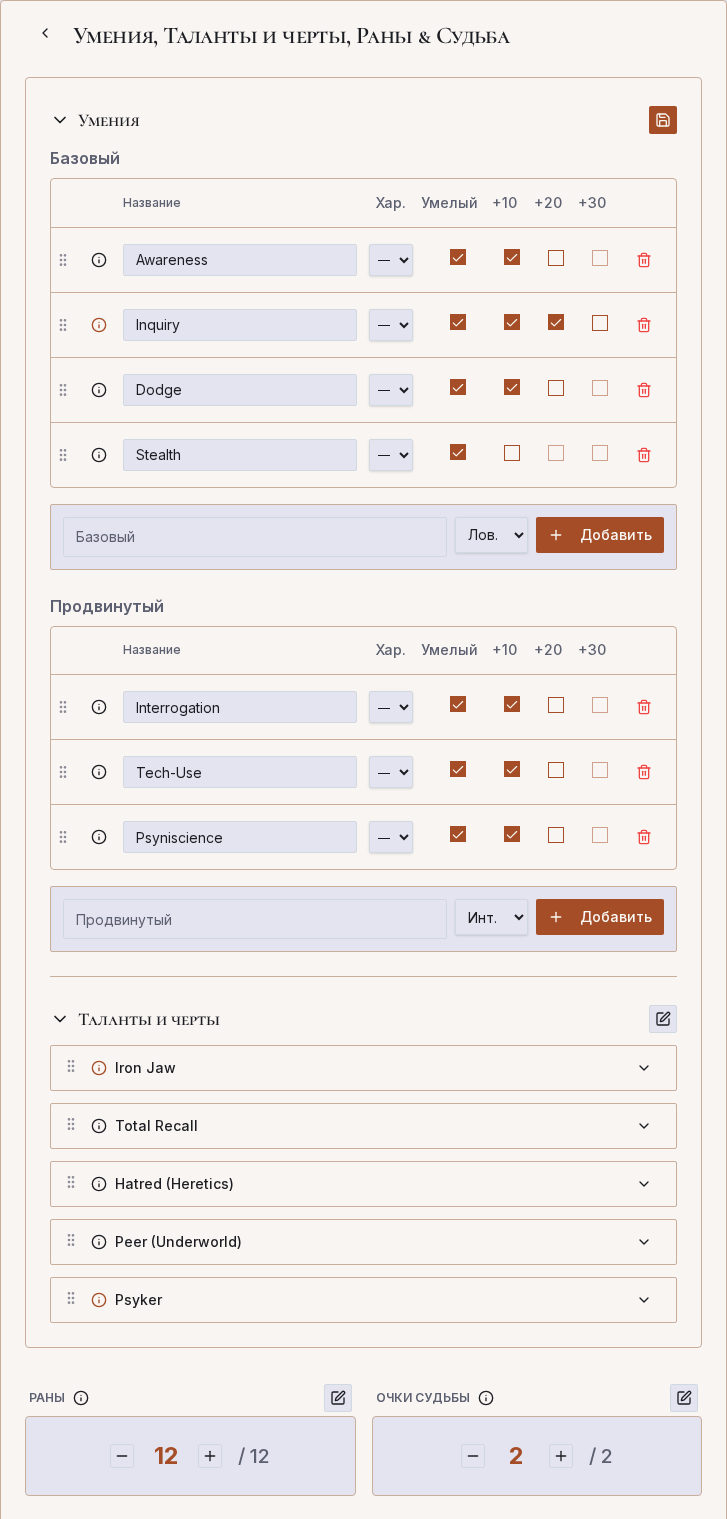 Умения, Таланты и черты, Раны & Судьба
Умения
Базовый
Название Хар. Умелый +10 +20 +30
Awareness —
Inquiry —
Dodge —
Stealth —
Базовый Лов. + Добавить
Продвинутый
Название Хар. Умелый +10 +20 +30
Interrogation —
Tech-Use —
Psyniscience —
Продвинутый Инт. + Добавить
Таланты и черты
Iron Jaw
Total Recall
Hatred (Heretics)
Peer (Underworld)
Psyker
РАНЫ ОЧКИ СУДЬБЫ
− 12 + / 12 − 2 + / 2